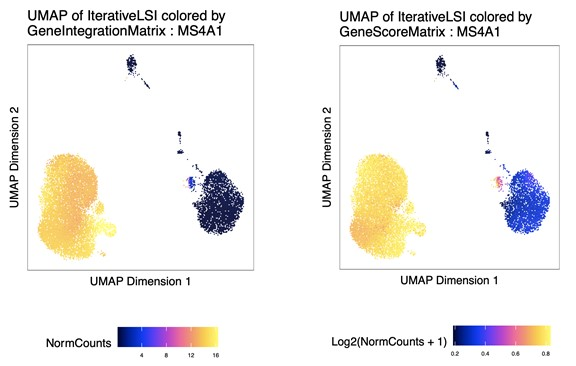 UMAP of IterativeLSI colored by
GeneIntegrationMatrix : MS4A1
UMAP Dimension 2
UMAP Dimension 1
NormCounts
4 8 12 16
UMAP of IterativeLSI colored by
GeneScoreMatrix : MS4A1
UMAP Dimension 2
UMAP Dimension 1
Log2(NormCounts + 1)
0.2 0.4 0.6 0.8